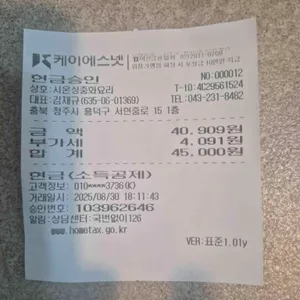 케이에스넷
현금승인 NO:000012
상호:시온성중화요리 T-ID:4C29561524
대표:김재규(635-06-01369) TEL:043-231-8482
충북 청주시 흥덕구 서현중로 15 1층
금 액 40,909원
부가세 4,091원
합 계 45,000원
현금(소득공제)
고객정보: 010****3736(K)
거래일시: 2025/08/30 18:11:43
승인번호: 103962646
알림:상담센터:국번없이126
www.hometax.go.kr
VER:표준1.01y